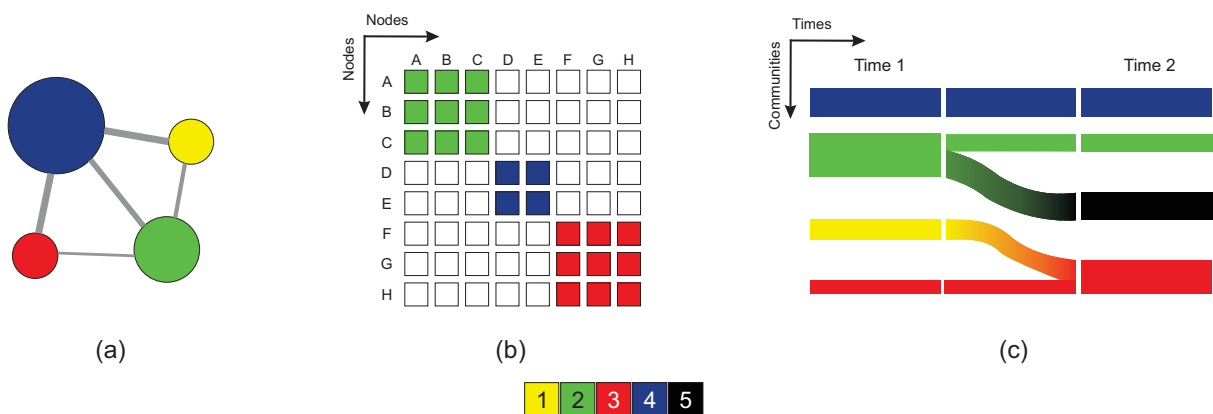 Nodes
Nodes
A B C D E F G H
A
B
C
D
E
F
G
H
Times
Communities
Time 1 Time 2
(a) (b) (c)
1 2 3 4 5